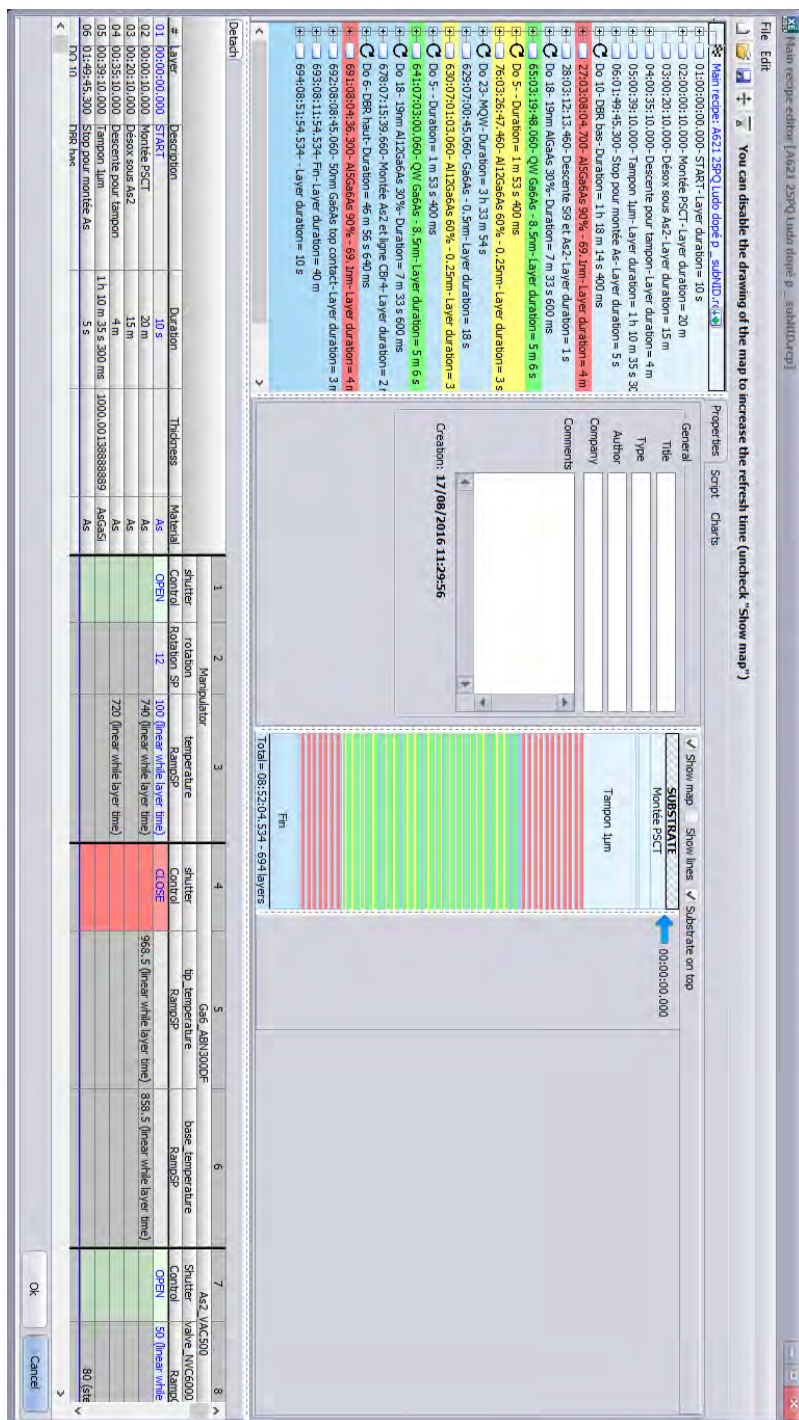 Main recipe editor [A621 25PQ Ludo dopé p _ subNID.rcp]
File Edit
You can disable the drawing of the map to increase the refresh time (uncheck "Show map")
Main recipe: A621 25PQ Ludo dopé p _ subNID.r
01:00:00:00.000- START- Layer duration= 10 s
02:00:00:10.000- Montée PSCT- Layer duration= 20 m
03:00:20:10.000- Désox sous As2- Layer duration= 15 m
04:00:35:10.000- Descente pour tampon- Layer duration= 4 m
05:00:39:10.000- Tampon 1µm- Layer duration= 1 h 10 m 35 s 30
06:01:49:45.300- Stop pour montée As- Layer duration= 5 s
Do 10- DBR bas- Duration= 1 h 18 m 14 s 400 ms
27:03:08:04.700- Al5Ga6As 90% - 69.1nm- Layer duration= 4 m
28:03:12:13.460- Descente Si9 et As2- Layer duration= 1 s
Do 18- 19nm AlGaAs 30%- Duration= 7 m 33 s 600 ms
65:03:19:48.060- QW Ga6As - 8.5nm- Layer duration= 5 m 6 s
Do 5- - Duration= 1 m 53 s 400 ms
76:03:26:47.460- Al12Ga6As 60% - 0.25nm- Layer duration= 3 s
Do 23- MQW- Duration= 3 h 33 m 54 s
629:07:00:45.060- Ga6As - 0.5nm- Layer duration= 18 s
630:07:01:03.060- Al12Ga6As 60% - 0.25nm- Layer duration= 3
Do 5- - Duration= 1 m 53 s 400 ms
641:07:03:00.060- QW Ga6As - 8.5nm- Layer duration= 5 m 6 s
Do 18- 19nm Al12Ga6As 30%- Duration= 7 m 33 s 600 ms
678:07:15:39.660- Montée As2 et ligne CBr4- Layer duration= 2
Do 6- DBR haut- Duration= 46 m 56 s 640 ms
691:08:04:36.300- Al5Ga6As 90% - 69.1nm- Layer duration= 4
692:08:08:45.060- 50nm Ga6As top contact- Layer duration= 3
693:08:11:54.534- Fin- Layer duration= 40 m
694:08:51:54.534- - Layer duration= 10 s
Properties Script Charts
General
Title
Type
Author
Company
Comments
Creation: 17/08/2016 11:29:56
Show map Show lines Substrate on top
SUBSTRATE
Montée PSCT
00:00:00.000
Tampon 1µm
Fin
Total= 08:52:04.534 - 694 layers
Detach
1 2 3 4 5 6 7 8
Manipulator Ga6_ABN300DF As2_VAC500
shutter rotation temperature shutter tip_temperature base_temperature Shutter valve_NVC6000
# Layer Description Duration Thickness Material Control Rotation_SP RampSP Control RampSP RampSP Control
01 00:00:00.000 START 10 s As OPEN 12 100 (linear while layer time) CLOSE OPEN 50 (linear while
02 00:00:10.000 Montée PSCT 20 m As 740 (linear while layer time) 968.5 (linear while layer time) 858.5 (linear while layer time)
03 00:20:10.000 Désox sous As2 15 m As
04 00:35:10.000 Descente pour tampon 4 m As 720 (linear while layer time)
05 00:39:10.000 Tampon 1µm 1 h 10 m 35 s 300 ms 1000.00138888889 AsGaSi
06 01:49:45.300 Stop pour montée As 5 s As 80 (ste
DO 10 DBR bas
Ok Cancel